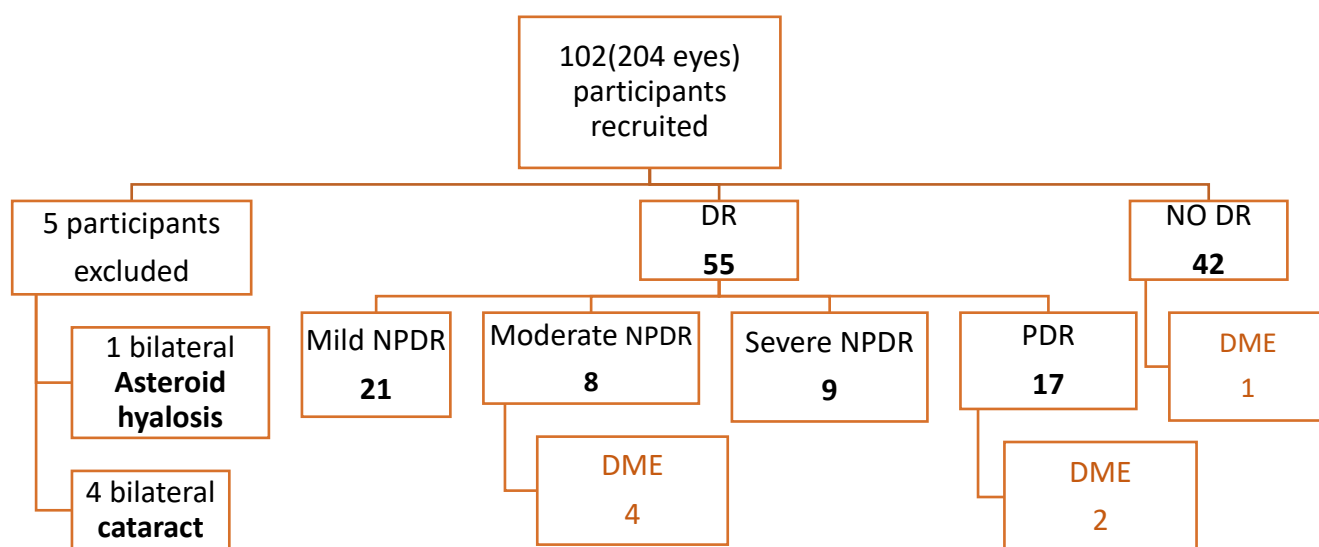 102(204 eyes)
participants
recruited
5 participants
excluded
DR
55
NO DR
42
1 bilateral
Asteroid
hyalosis
4 bilateral
cataract
Mild NPDR
21
Moderate NPDR
8
Severe NPDR
9
PDR
17
DME
1
DME
4
DME
2